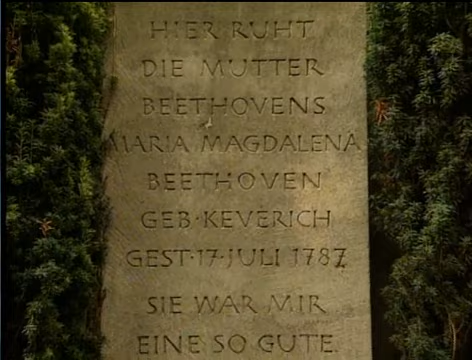 HIER RUHT
DIE MUTTER
BEETHOVENS
MARIA MAGDALENA
BEETHOVEN
GEB·KEVERICH
GEST·17·JULI 1787
SIE WAR MIR
EINE SO GUTE